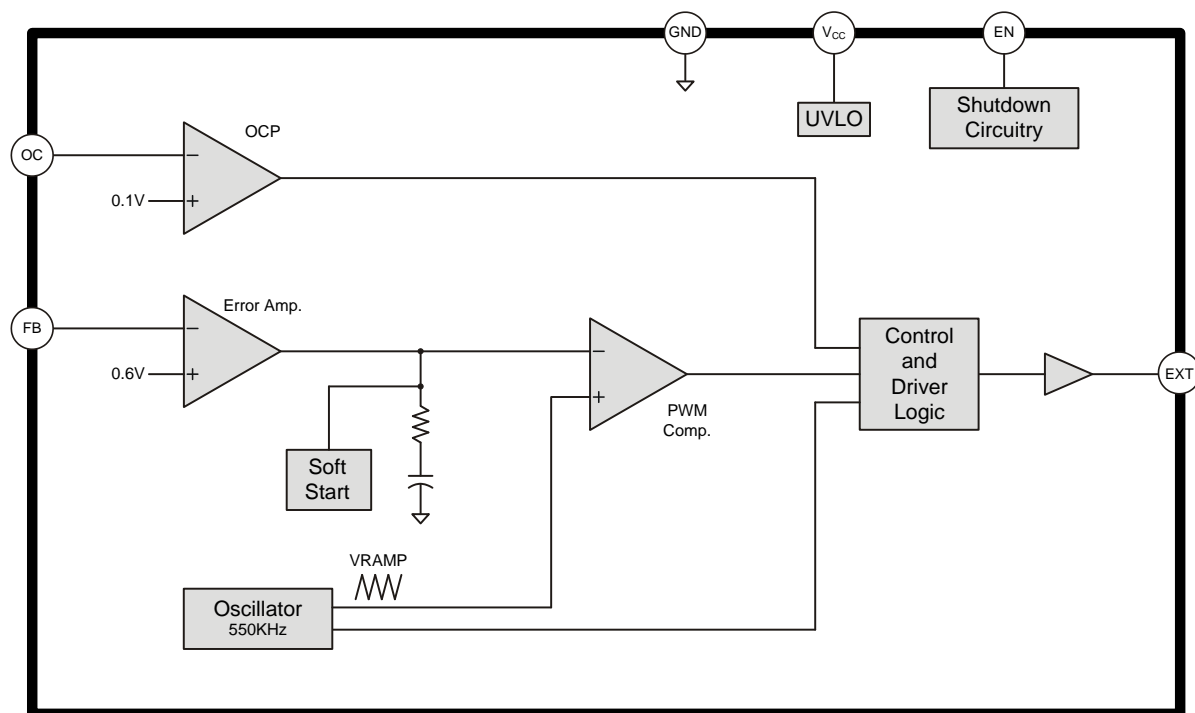 GND
VCC
EN
UVLO
Shutdown
Circuitry
OC
OCP
−
0.1V
+
FB
Error Amp.
−
0.6V
+
−
+
PWM
Comp.
Control
and
Driver
Logic
EXT
Soft
Start
VRAMP
Oscillator
550KHz